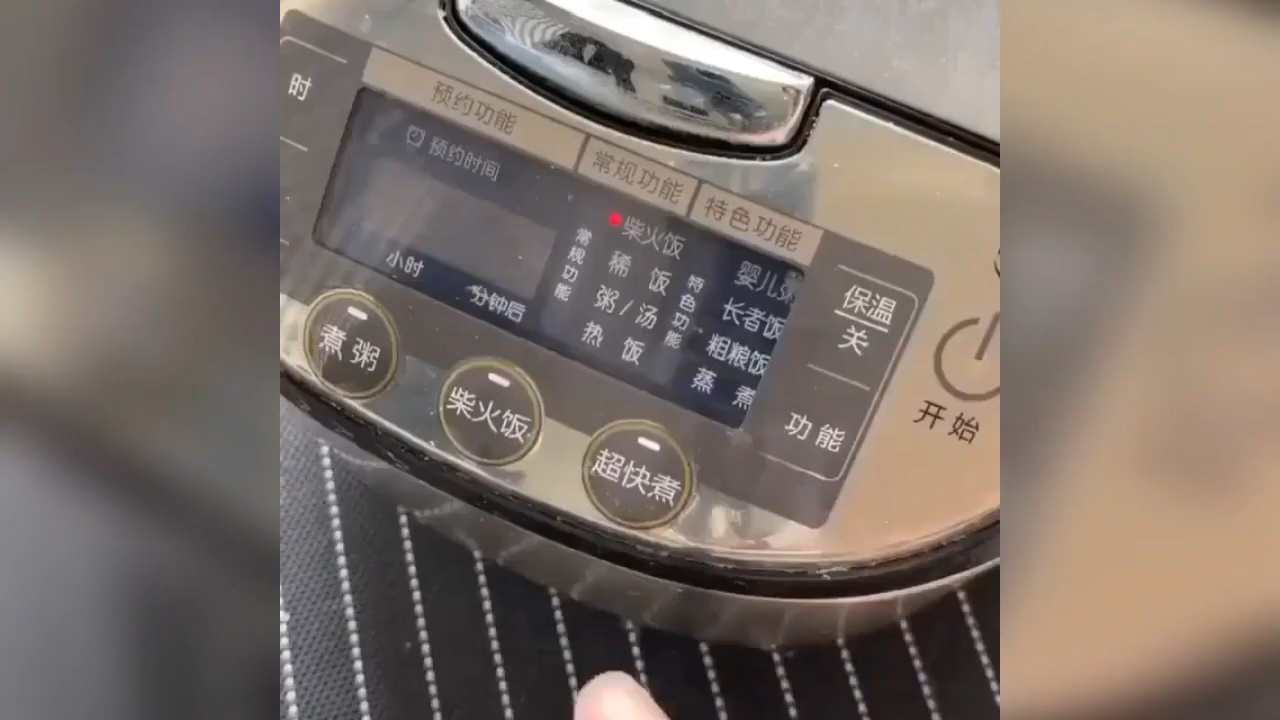 时
预约功能
常规功能
特色功能
预约时间
小时
分钟后
常规功能
柴火饭
稀饭
粥/汤
热饭
特色功能
婴儿粥
长者饭
粗粮饭
蒸煮
保温
关
功能
开始
煮粥
柴火饭
超快煮